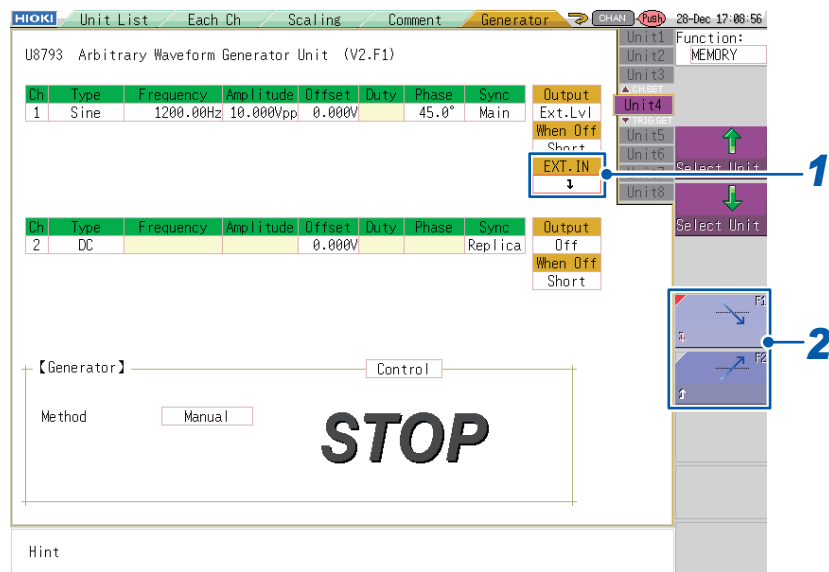 HIOKI Unit List Each Ch Scaling Comment Generator CHAN Push 28-Dec 17:08:56
U8793 Arbitrary Waveform Generator Unit (V2.F1)
Unit1
Unit2
Unit3
▲CH.SET
Unit4
▼TRIG.SET
Unit5
Unit6
Unit8
Function:
MEMORY
Select Unit
Select Unit
Ch Type Frequency Amplitude Offset Duty Phase Sync Output
1 Sine 1200.00Hz 10.000Vpp 0.000V 45.0° Main Ext.Lvl
When Off
Short
EXT.IN
1
Ch Type Frequency Amplitude Offset Duty Phase Sync Output
2 DC 0.000V Replica Off
When Off
Short
F1
F2
2
【Generator】 Control
Method Manual
STOP
Hint